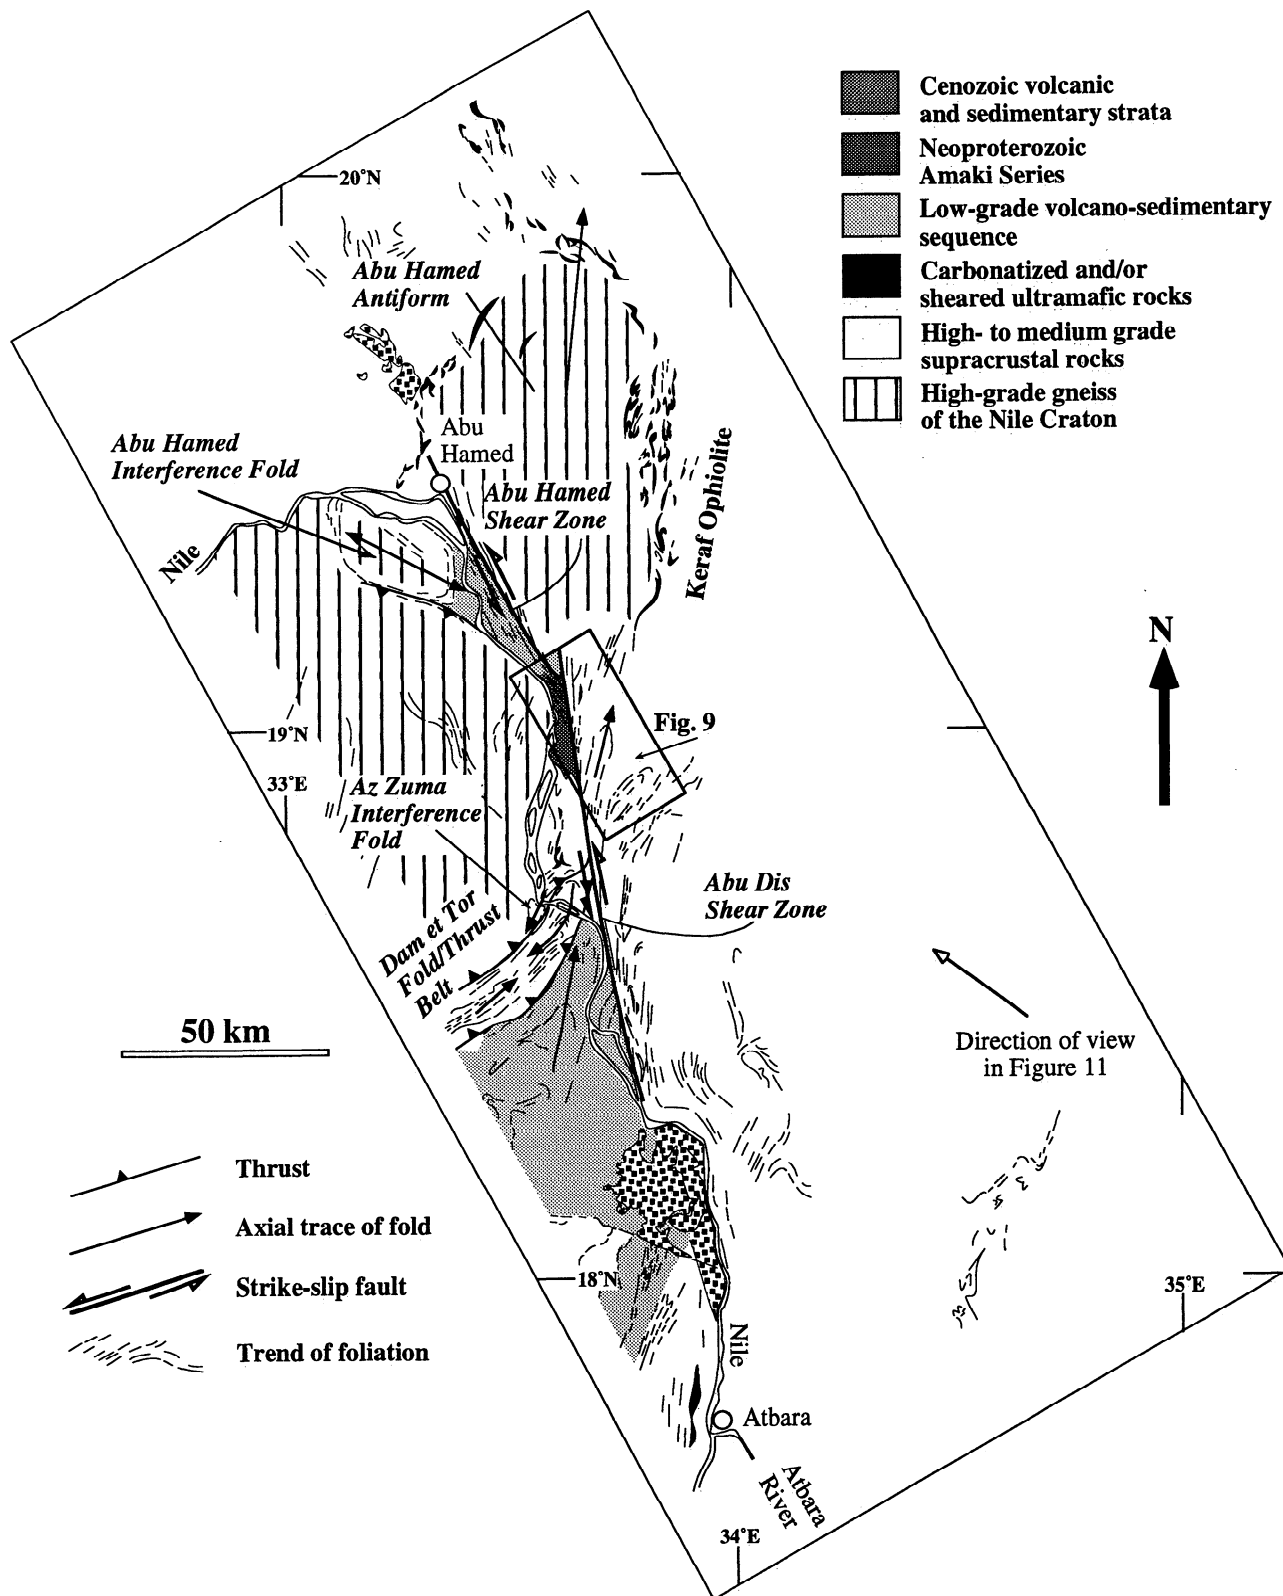 Cenozoic volcanic
and sedimentary strata
Neoproterozoic
Amaki Series
Low-grade volcano-sedimentary
sequence
Carbonatized and/or
sheared ultramafic rocks
High- to medium grade
supracrustal rocks
High-grade gneiss
of the Nile Craton
20°N
Abu Hamed
Antiform
Abu
Hamed
Abu Hamed
Interference Fold
Abu Hamed
Shear Zone
Keraf Ophiolite
Nile
N
Fig. 9
19°N
33°E
Az Zuma
Interference
Fold
Abu Dis
Shear Zone
Dam et Tor
Fold/Thrust
Belt
50 km
Direction of view
in Figure 11
Thrust
Axial trace of fold
Strike-slip fault
Trend of foliation
18°N
35°E
Nile
Atbara
Atbara
River
34°E